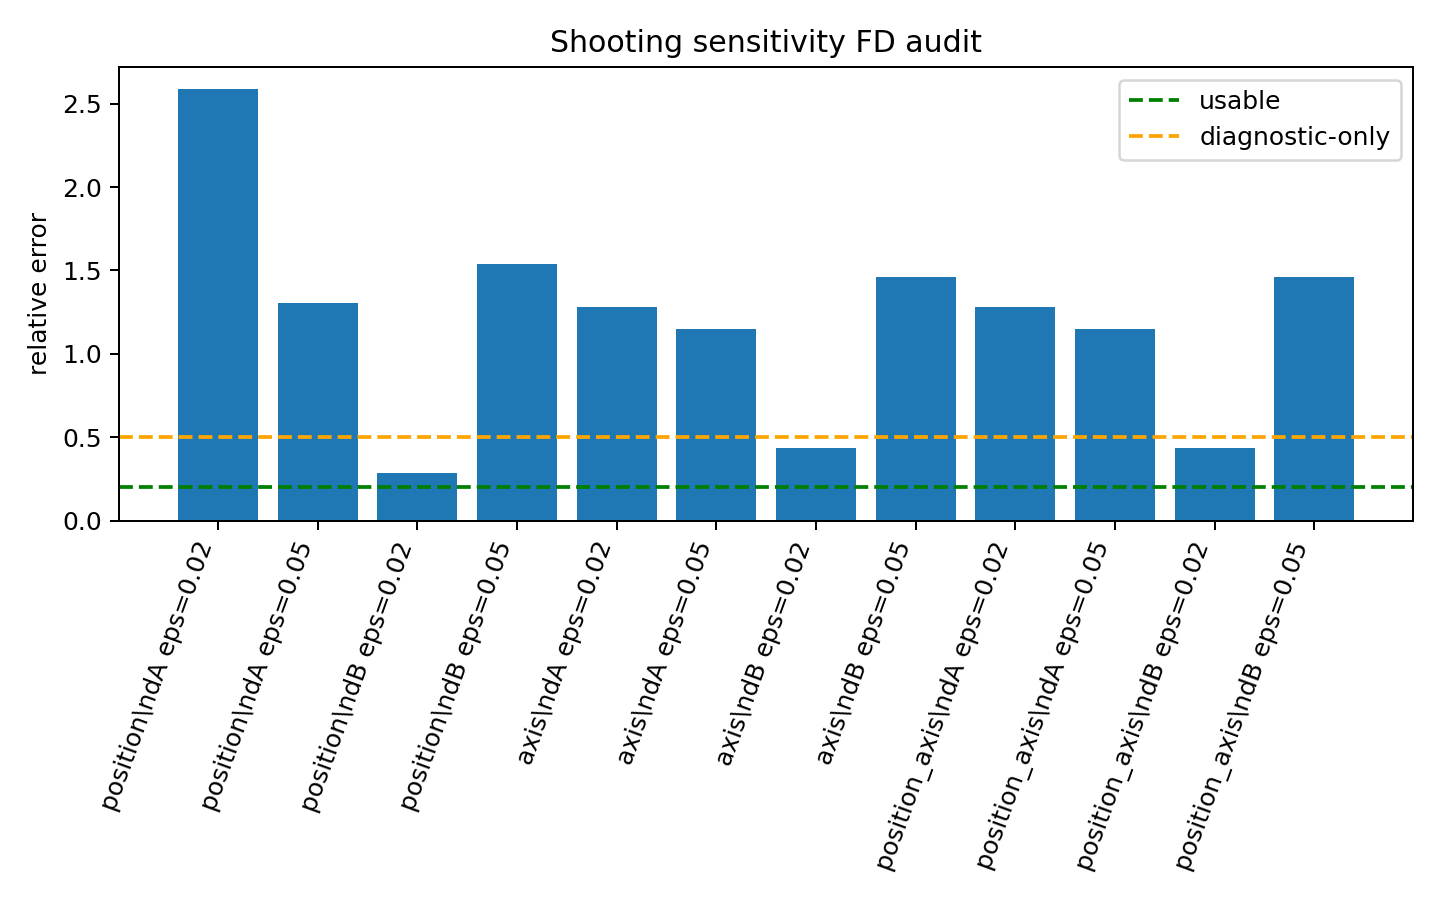 Shooting sensitivity FD audit
usable
diagnostic-only
relative error
2.5
2.0
1.5
1.0
0.5
0.0
position\ndA eps=0.02
position\ndA eps=0.05
position\ndB eps=0.02
position\ndB eps=0.05
axis\ndA eps=0.02
axis\ndA eps=0.05
axis\ndB eps=0.02
axis\ndB eps=0.05
position_axis\ndA eps=0.02
position_axis\ndA eps=0.05
position_axis\ndB eps=0.02
position_axis\ndB eps=0.05